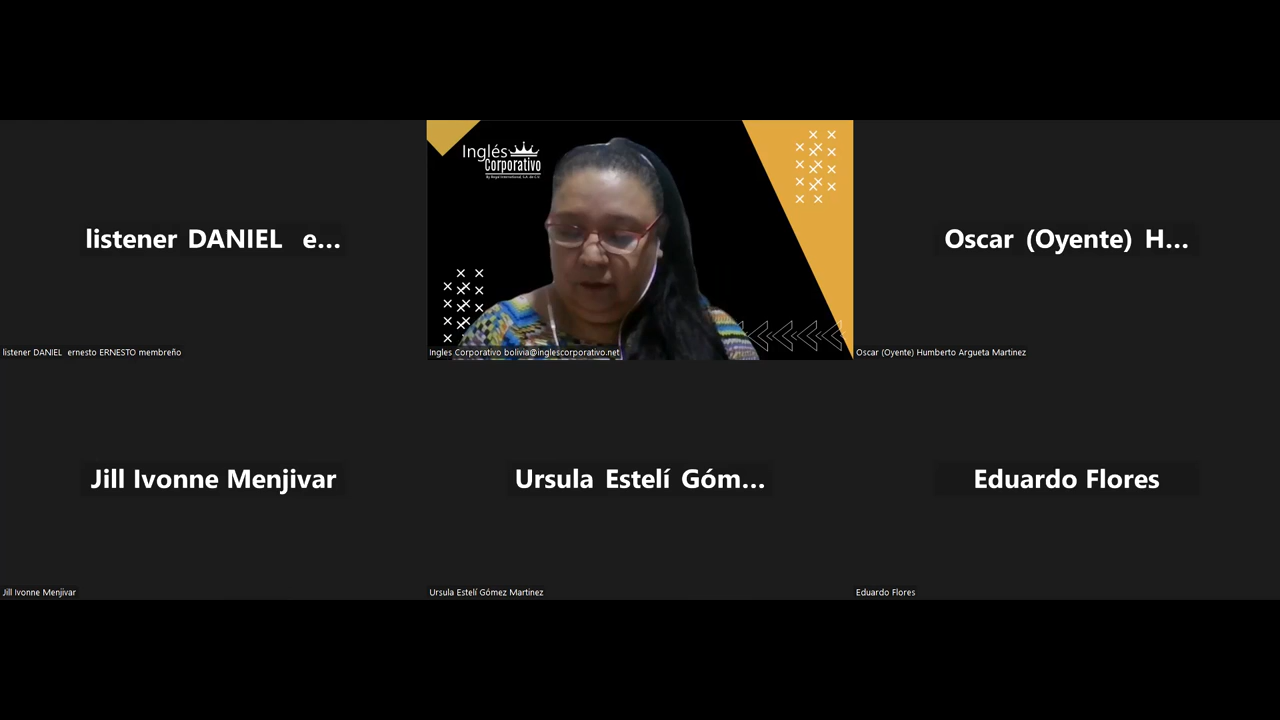 listener DANIEL  e...
listener DANIEL  ernesto ERNESTO membreño
Inglés
Corporativo
Ingles Corporativo bolivia@inglescorporativo.net
Oscar (Oyente) H...
Oscar (Oyente) Humberto Argueta Martinez
Jill Ivonne Menjivar
Jill Ivonne Menjivar
Ursula Estelí Góm...
Ursula Estelí Gómez Martinez
Eduardo Flores
Eduardo Flores